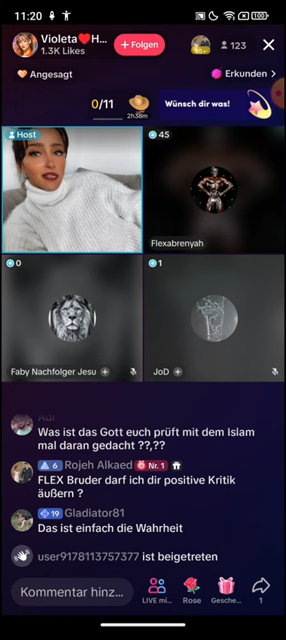 11:20
100
Violeta❤️H...
1.3K Likes
+ Folgen
123
Angesagt
Erkunden >
0/11
2h38m
Wünsch dir was!
Host
45
Flexabrenyah
0
Faby Nachfolger Jesu
1
JoD
Was ist das Gott euch prüft mit dem Islam
mal daran gedacht ??,??
6 Rojeh Alkaed Nr. 1
FLEX Bruder darf ich dir positive Kritik
äußern ?
19 Gladiator81
Das ist einfach die Wahrheit
user9178113757377 ist beigetreten
Kommentar hinz...
LIVE mi...
Rose
Gesche...
1